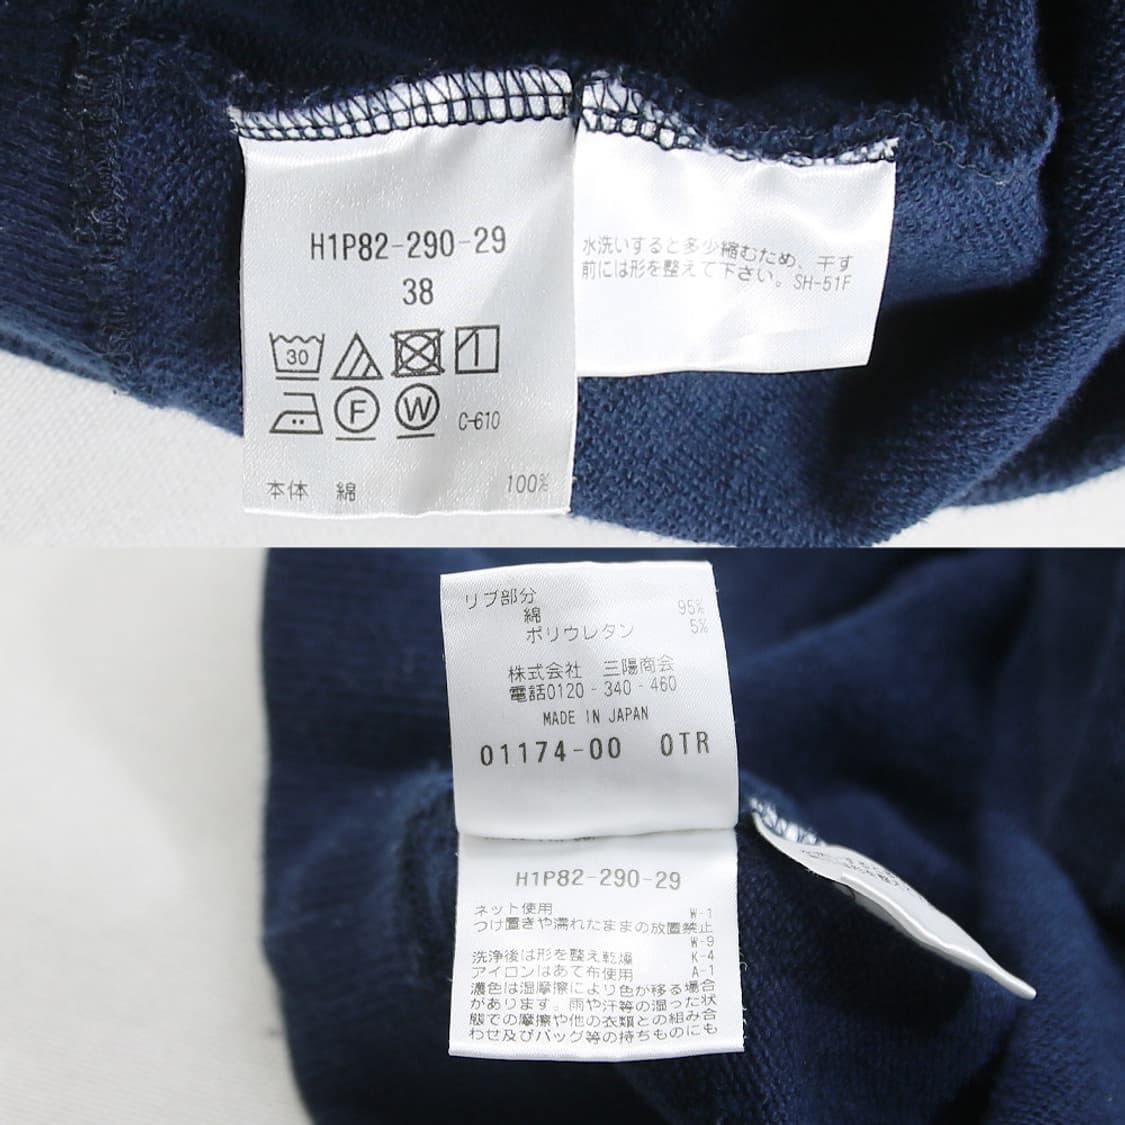 H1P82-290-29
38
30
F W C-610
本体 綿 100%
水洗いすると多少縮むため、干す
前には形を整えて下さい。SH-51F
リブ部分
綿 95%
ポリウレタン 5%
株式会社 三陽商会
電話0120-340-460
MADE IN JAPAN
01174-00 OTR
H1P82-290-29
ネット使用 W-1
つけ置きや濡れたままの放置禁止
W-9
洗浄後は形を整え乾燥 K-4
アイロンはあて布使用 A-1
濃色は湿摩擦により色が移る場合
があります。雨や汗等の湿った状
態での摩擦や他の衣類との組み合
わせ及びバッグ等の持ちものにも